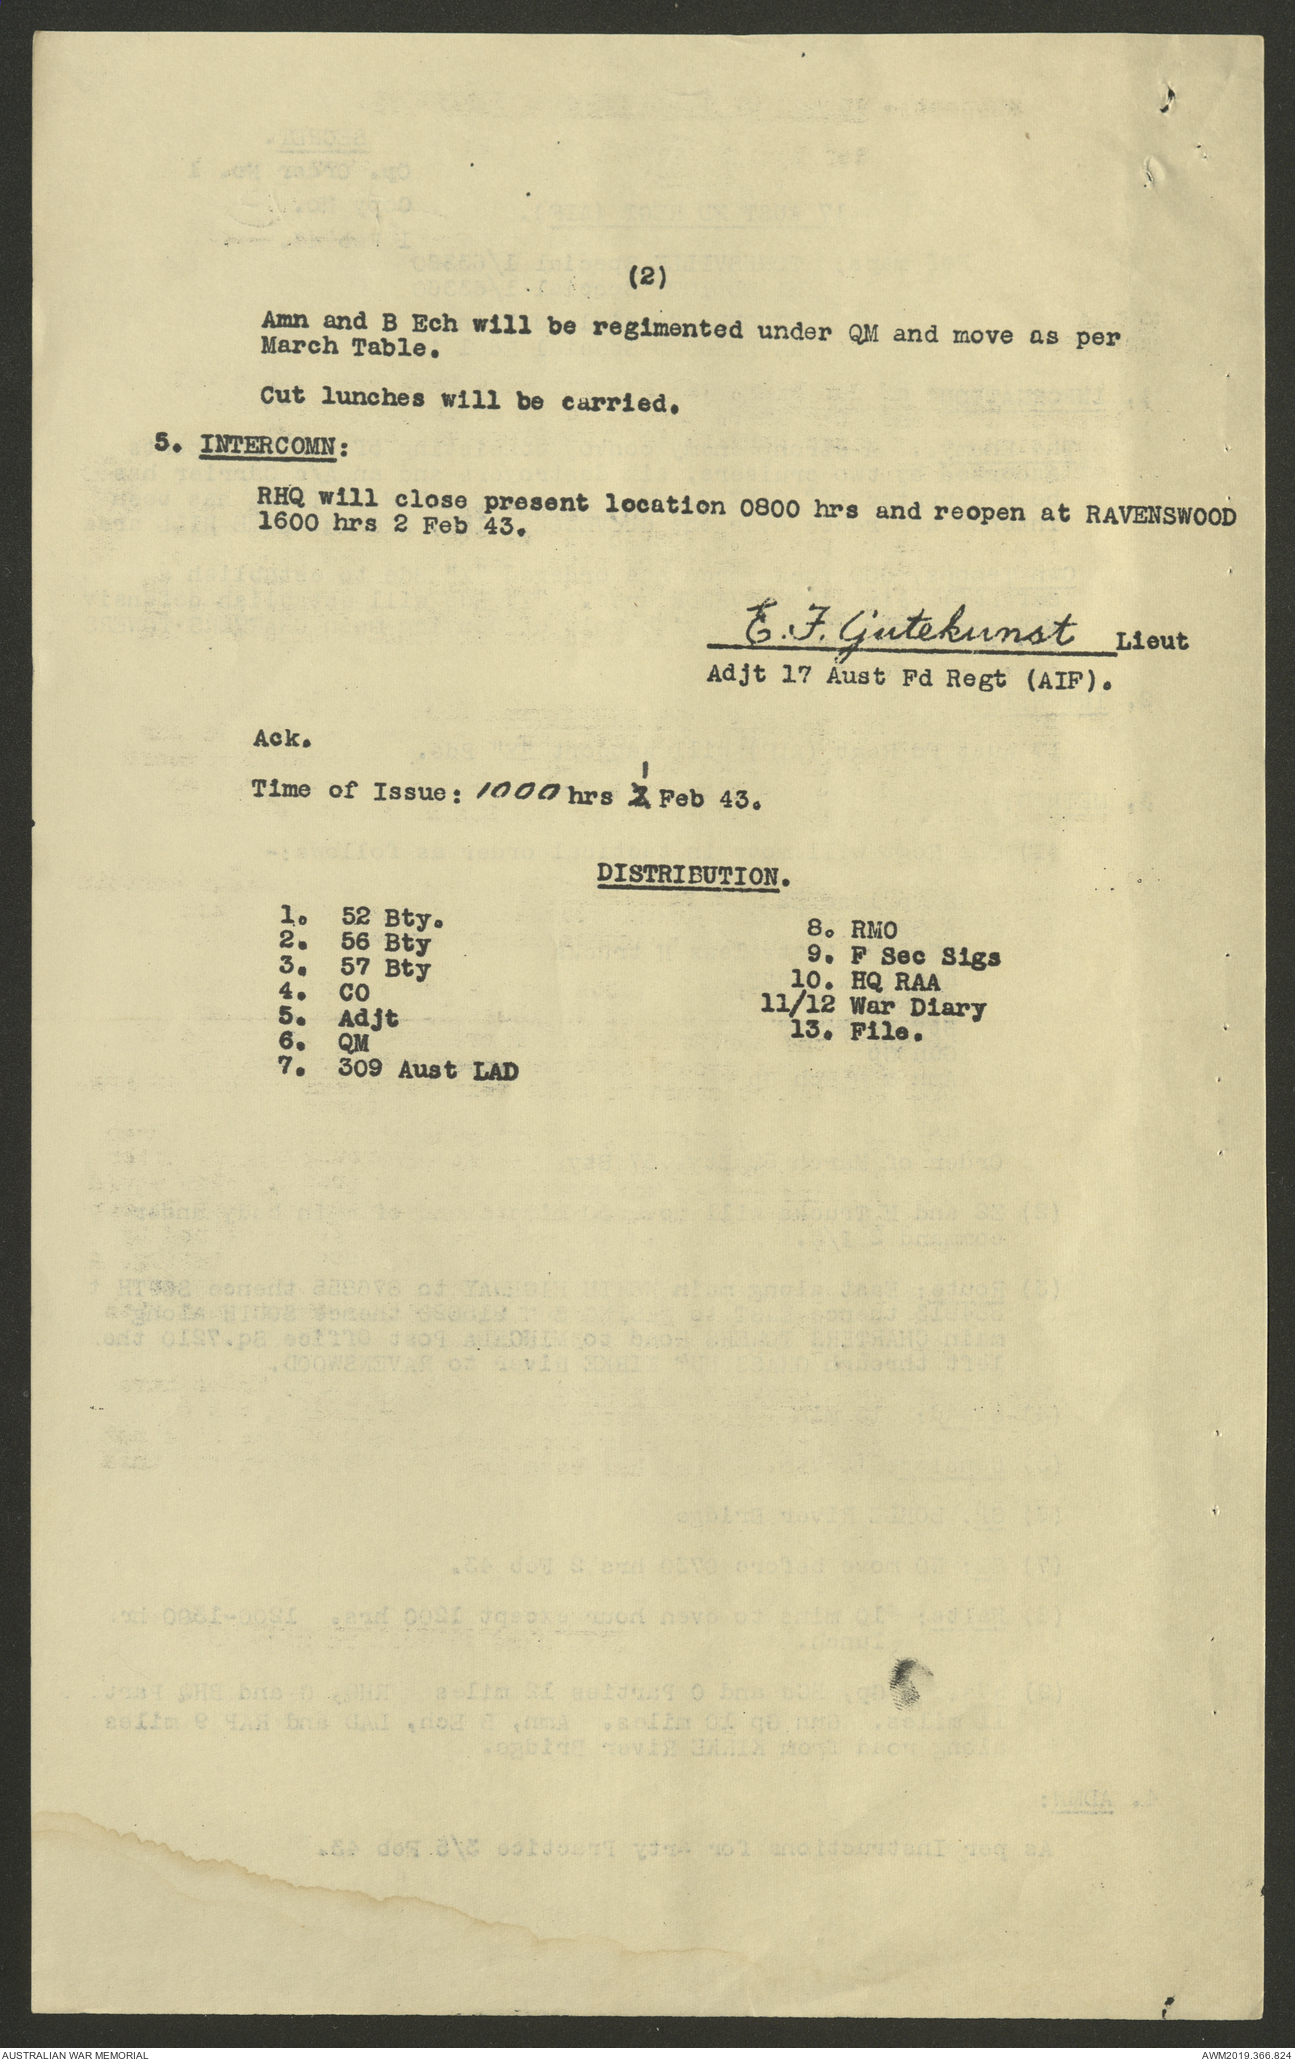 (2)
Amn and B Ech will be regimented under QM and move as per
March Table.
Cut lunches will be carried.
5. INTERCOMN:
RHQ will close present location 0800 hrs and reopen at RAVENSWOOD
1600 hrs 2 Feb 43.
E.F. Gutekunst Lieut
Adjt 17 Aust Fd Regt (AIF).
Ack.
1
Time of Issue: 1000 hrs 2 Feb 43.
DISTRIBUTION.
1. 52 Bty.
2. 56 Bty
3. 57 Bty
4. CO
5. Adjt
6. QM
7. 309 Aust LAD
8. RMO
9. F Sec Sigs
10. HQ RAA
11/12 War Diary
13. File.
AUSTRALIAN WAR MEMORIAL
AWM2019.366.824